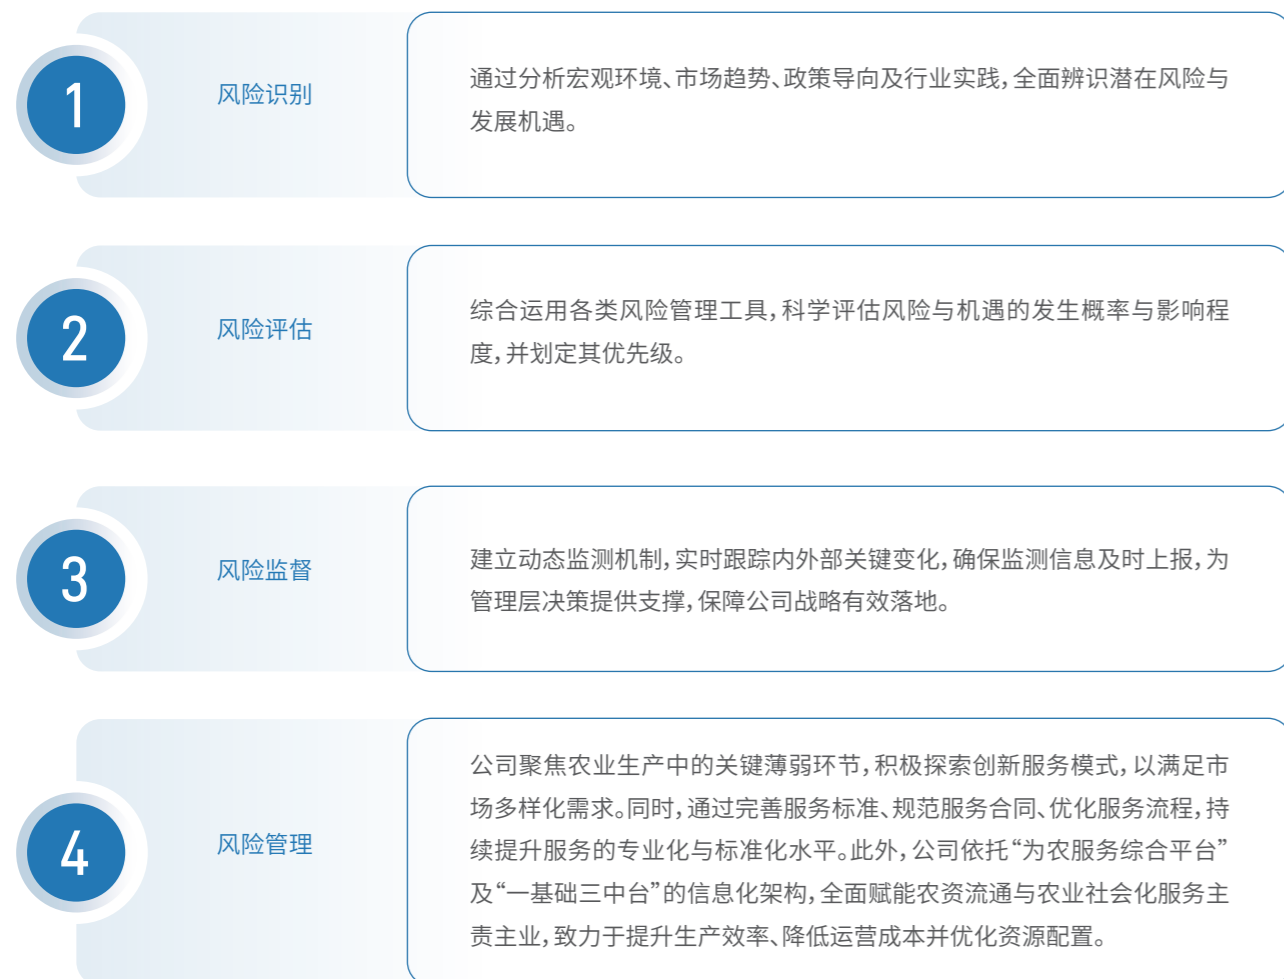 1
风险识别
通过分析宏观环境、市场趋势、政策导向及行业实践,全面辨识潜在风险与
发展机遇。
2
风险评估
综合运用各类风险管理工具,科学评估风险与机遇的发生概率与影响程
度,并划定其优先级。
3
风险监督
建立动态监测机制,实时跟踪内外部关键变化,确保监测信息及时上报,为
管理层决策提供支撑,保障公司战略有效落地。
4
风险管理
公司聚焦农业生产中的关键薄弱环节,积极探索创新服务模式,以满足市
场多样化需求。同时,通过完善服务标准、规范服务合同、优化服务流程,持
续提升服务的专业化与标准化水平。此外,公司依托“为农服务综合平台”
及“一基础三中台”的信息化架构,全面赋能农资流通与农业社会化服务主
责主业,致力于提升生产效率、降低运营成本并优化资源配置。